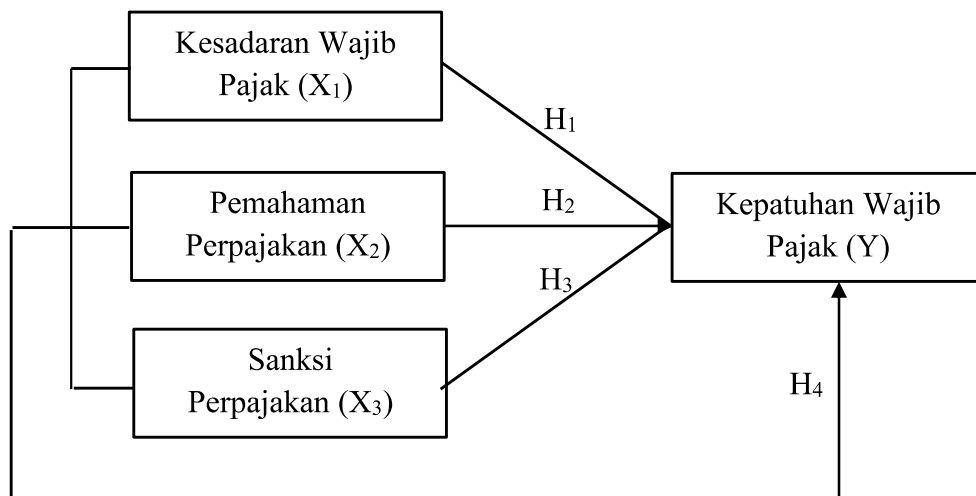 Kesadaran Wajib
Pajak (X₁)
H₁
Pemahaman
Perpajakan (X₂)
H₂
Kepatuhan Wajib
Pajak (Y)
H₃
Sanksi
Perpajakan (X₃)
H₄